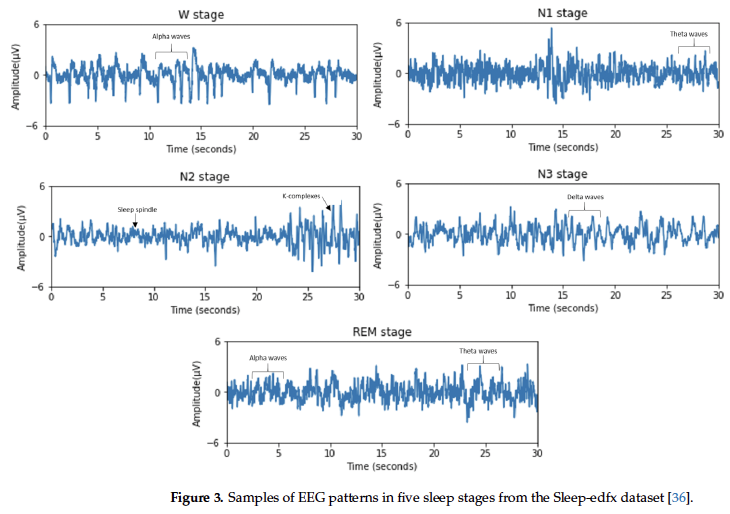 W stage
Alpha waves
6
0
−6
Amplitude(μV)
0 5 10 15 20 25 30
Time (seconds)
N1 stage
Theta waves
6
0
−6
Amplitude(μV)
0 5 10 15 20 25 30
Time (seconds)
N2 stage
Sleep spindle
K-complexes
6
0
−6
Amplitude(μV)
0 5 10 15 20 25 30
Time (seconds)
N3 stage
Delta waves
6
0
−6
Amplitude(μV)
0 5 10 15 20 25 30
Time (seconds)
REM stage
Alpha waves
Theta waves
6
0
−6
Amplitude(μV)
0 5 10 15 20 25 30
Time (seconds)
Figure 3. Samples of EEG patterns in five sleep stages from the Sleep-edfx dataset [36].